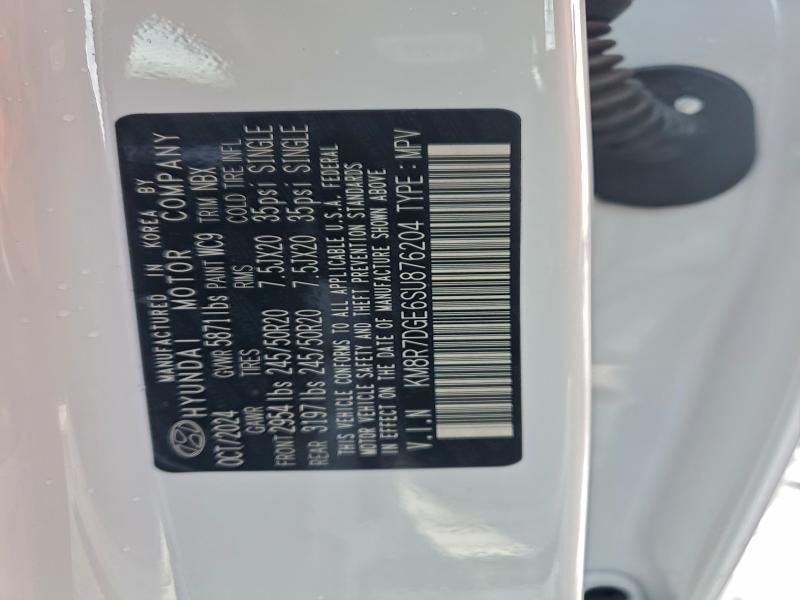 MANUFACTURED IN KOREA BY
HYUNDAI MOTOR COMPANY
OCT/2024 GVWR 5871lbs PAINT WC9 TRIM NBX
GAWR TIRES RIMS COLD TIRE INFL
FRONT 2954lbs 245/50R20 7.5JX20 35psi SINGLE
REAR 3197lbs 245/50R20 7.5JX20 35psi SINGLE
THIS VEHICLE CONFORMS TO ALL APPLICABLE U.S.A. FEDERAL
MOTOR VEHICLE SAFETY AND THEFT PREVENTION STANDARDS
IN EFFECT ON THE DATE OF MANUFACTURE SHOWN ABOVE
V.I.N KM8R7DGE6SU876204 TYPE : MPV